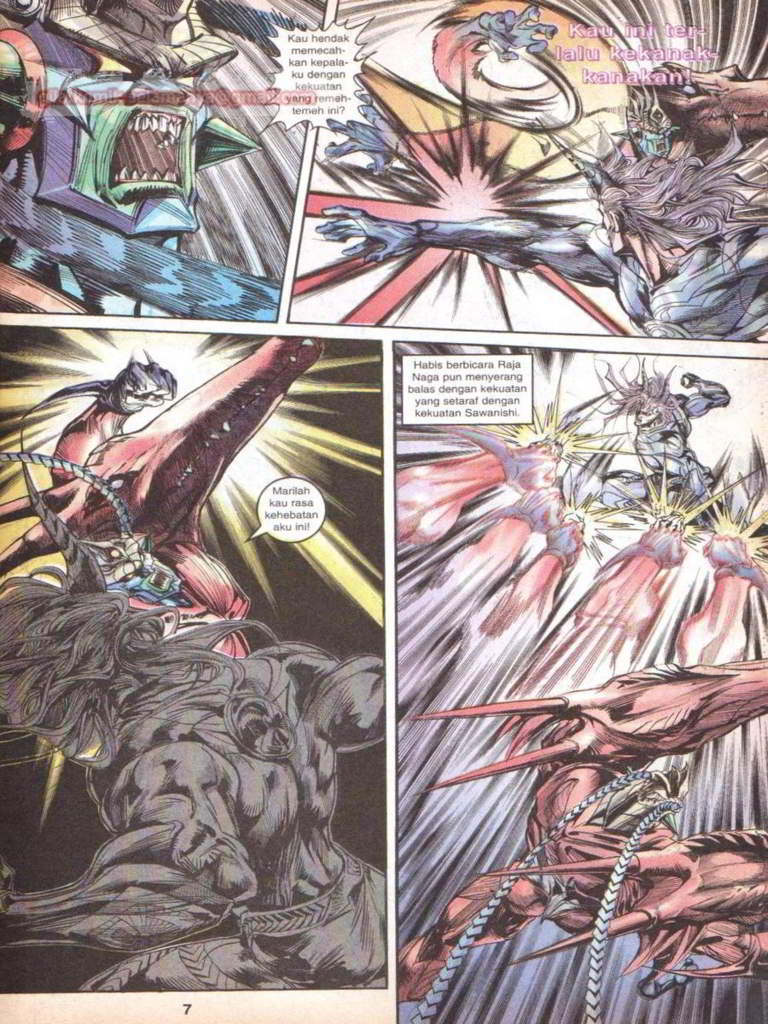 Kau hendak
memecah-
kan kepala-
ku dengan
kekuatan
yang remeh-
temeh ini?
Kau ini ter-
lalu kekanak-
kanakan!
Marilah
kau rasa
kehebatan
aku ini!
Habis berbicara Raja
Naga pun menyerang
balas dengan kekuatan
yang setaraf dengan
kekuatan Sawanishi.
7